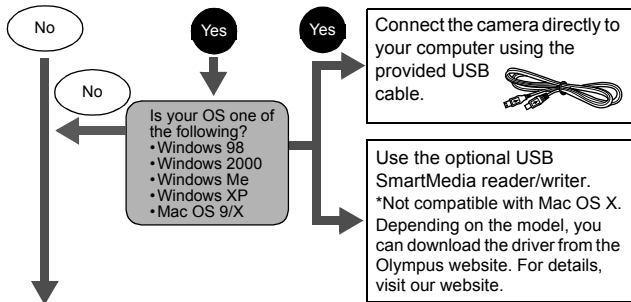 No
Yes
Yes
No
Is your OS one of
the following?
•Windows 98
•Windows 2000
•Windows Me
•Windows XP
•Mac OS 9/X
Connect the camera directly to
your computer using the
provided USB
cable.
Use the optional USB
SmartMedia reader/writer.
*Not compatible with Mac OS X.
Depending on the model, you
can download the driver from the
Olympus website. For details,
visit our website.